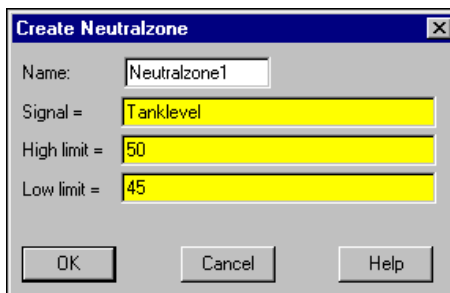 Create Neutralzone
Name: Neutralzone1
Signal = Tanklevel
High limit = 50
Low limit = 45
OK Cancel Help